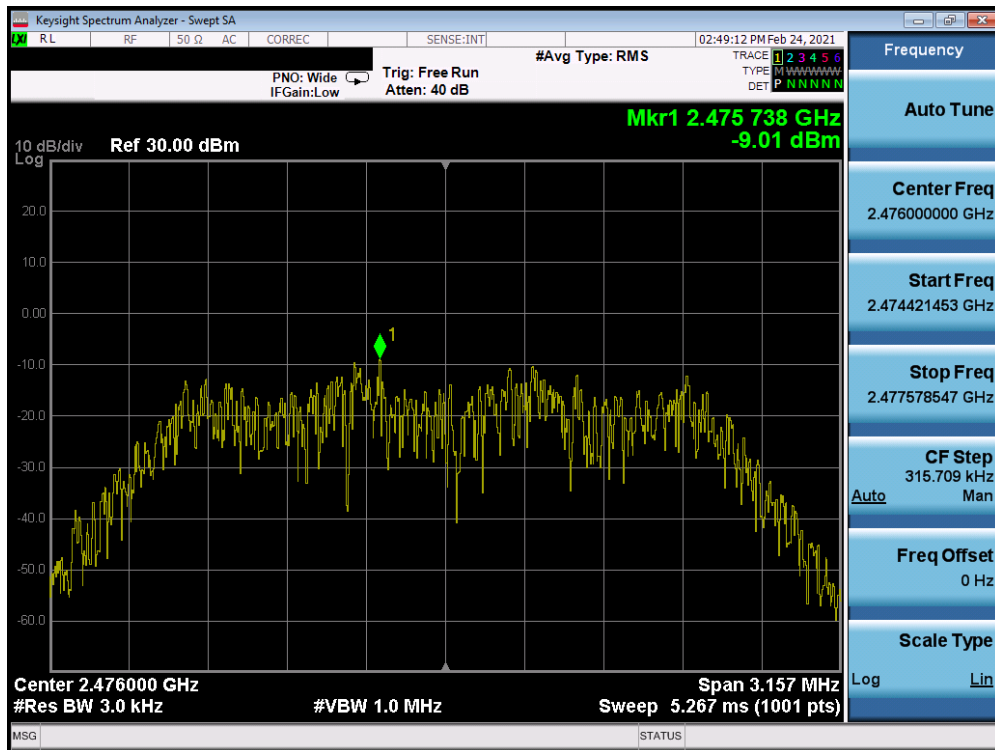 Keysight Spectrum Analyzer - Swept SA
LXI RL RF 50 Ω AC CORREC SENSE:INT 02:49:12 PM Feb 24, 2021
PNO: Wide
IFGain:Low
Trig: Free Run
Atten: 40 dB
#Avg Type: RMS
TRACE 1 2 3 4 5 6
TYPE M WWWWW
DET P N N N N N
Mkr1 2.475 738 GHz
-9.01 dBm
10 dB/div Ref 30.00 dBm
Log
20.0
10.0
0.00
-10.0
-20.0
-30.0
-40.0
-50.0
-60.0
1
Center 2.476000 GHz Span 3.157 MHz
#Res BW 3.0 kHz #VBW 1.0 MHz Sweep 5.267 ms (1001 pts)
MSG STATUS
Frequency
Auto Tune
Center Freq
2.476000000 GHz
Start Freq
2.474421453 GHz
Stop Freq
2.477578547 GHz
CF Step
315.709 kHz
Auto Man
Freq Offset
0 Hz
Scale Type
Log Lin